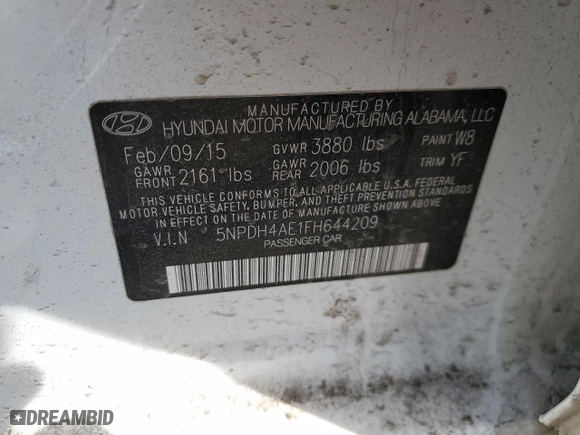 MANUFACTURED BY
HYUNDAI MOTOR MANUFACTURING ALABAMA, LLC
Feb/09/15 GVWR 3880 lbs PAINT W8
GAWR FRONT 2161 lbs GAWR REAR 2006 lbs TRIM YF
THIS VEHICLE CONFORMS TO ALL APPLICABLE U.S.A. FEDERAL
MOTOR VEHICLE SAFETY, BUMPER, AND THEFT PREVENTION STANDARDS
IN EFFECT ON THE DATE OF MANUFACTURE SHOWN ABOVE.
V.I.N 5NPDH4AE1FH644209
PASSENGER CAR
DREAMBID